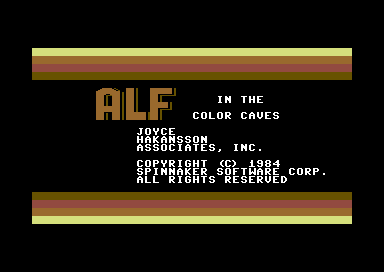 ALF IN THE
COLOR CAVES
JOYCE
HAKANSSON
ASSOCIATES, INC.
COPYRIGHT (C) 1984
SPINNAKER SOFTWARE CORP.
ALL RIGHTS RESERVED